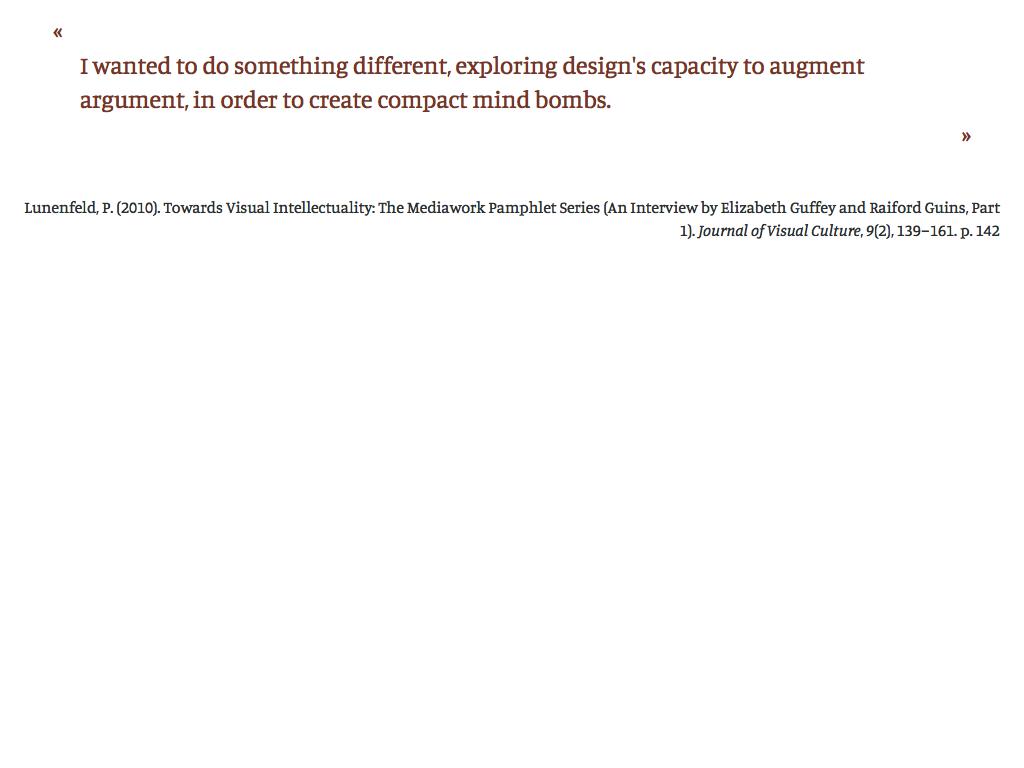 «
I wanted to do something different, exploring design's capacity to augment
argument, in order to create compact mind bombs.
»
Lunenfeld, P. (2010). Towards Visual Intellectuality: The Mediawork Pamphlet Series (An Interview by Elizabeth Guffey and Raiford Guins, Part
1). Journal of Visual Culture, 9(2), 139–161. p. 142